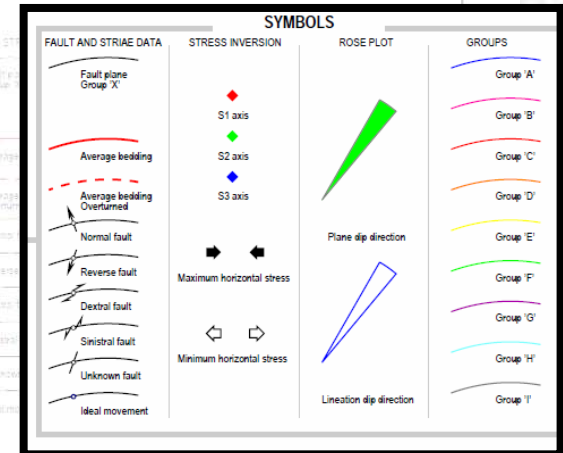 SYMBOLS
FAULT AND STRIAE DATA
Fault plane
Group 'X'
Average bedding
Average bedding
Overturned
Normal fault
Reverse fault
Dextral fault
Sinistral fault
Unknown fault
Ideal movement
STRESS INVERSION
S1 axis
S2 axis
S3 axis
Maximum horizontal stress
Minimum horizontal stress
ROSE PLOT
Plane dip direction
Lineation dip direction
GROUPS
Group 'A'
Group 'B'
Group 'C'
Group 'D'
Group 'E'
Group 'F'
Group 'G'
Group 'H'
Group 'I'